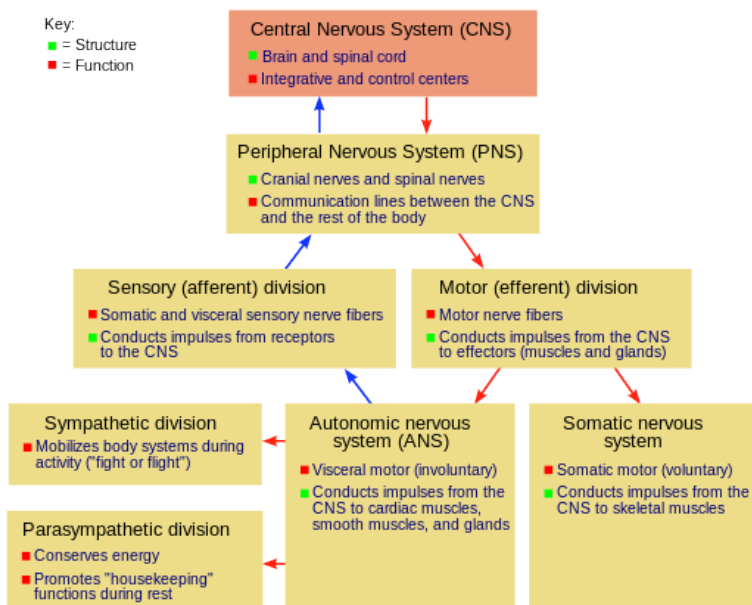 Key:
= Structure
= Function
Central Nervous System (CNS)
Brain and spinal cord
Integrative and control centers
Peripheral Nervous System (PNS)
Cranial nerves and spinal nerves
Communication lines between the CNS
and the rest of the body
Sensory (afferent) division
Somatic and visceral sensory nerve fibers
Conducts impulses from receptors
to the CNS
Motor (efferent) division
Motor nerve fibers
Conducts impulses from the CNS
to effectors (muscles and glands)
Sympathetic division
Mobilizes body systems during
activity ("fight or flight")
Autonomic nervous
system (ANS)
Visceral motor (involuntary)
Conducts impulses from the
CNS to cardiac muscles,
smooth muscles, and glands
Somatic nervous
system
Somatic motor (voluntary)
Conducts impulses from the
CNS to skeletal muscles
Parasympathetic division
Conserves energy
Promotes "housekeeping"
functions during rest